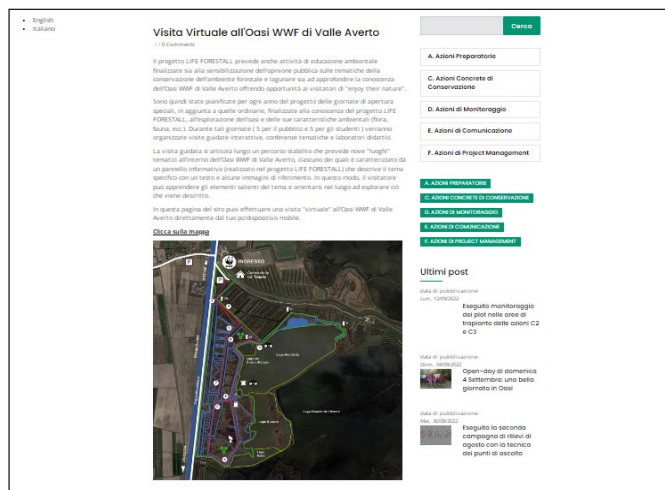 English
Italiano
Visita Virtuale all'Oasi WWF di Valle Averto
/ / 0 Comments
Il progetto LIFE FORESTALL prevede anche attività di educazione ambientale
finalizzate sia alla sensibilizzazione dell'opinione pubblica sulle tematiche della
conservazione dell'ambiente forestale e lagunare sia ad approfondire la conoscenza
dell'Oasi WWF di Valle Averto offrendo opportunità ai visitatori di "enjoy their nature".
Sono quindi state pianificate per ogni anno del progetto delle giornate di apertura
speciali, in aggiunta a quelle ordinarie, finalizzate alla conoscenza del progetto LIFE
FORESTALL, all'esplorazione dell'oasi e delle sue caratteristiche ambientali (flora,
fauna, ecc.). Durante tali giornate ( 5 per il pubblico e 5 per gli studenti ) verranno
organizzate visite guidate interattive, conferenze tematiche e laboratori didattici.
La visita guidata si articola lungo un percorso stabilito che prevede nove "luoghi"
tematici all'interno dell'Oasi WWF di Valle Averto, ciascuno dei quali è caratterizzato da
un pannello informativo (realizzato nel progetto LIFE FORESTALL) che descrive il tema
specifico con un testo e alcune immagine di riferimento. In questo modo, il visitatore
può apprendere gli elementi salienti del tema e orientarsi nel luogo ad esplorare ciò
che viene descritto.
In questa pagina del sito puoi effettuare una visita "virtuale" all'Oasi WWF di Valle
Averto direttamente dal tuo pc/dispositivo mobile.
Clicca sulla mappa
INGRESSO
Cerca
A. Azioni Preparatorie
C. Azioni Concrete di
Conservazione
D. Azioni di Monitoraggio
E. Azioni di Comunicazione
F. Azioni di Project Management
A. AZIONI PREPARATORIE
C. AZIONI CONCRETE DI CONSERVAZIONE
D. AZIONI DI MONITORAGGIO
E. AZIONI DI COMUNICAZIONE
F. AZIONI DI PROJECT MANAGEMENT
Ultimi post
data di pubblicazione:
Lun, 12/09/2022
Eseguito monitoraggio
dei plot nelle aree di
trapianto delle azioni C2
e C3
data di pubblicazione:
Dom, 04/09/2022
Open-day di domenica
4 Settembre: una bella
giornata in Oasi
data di pubblicazione:
Mar, 30/08/2022
Eseguita la seconda
campagna di rilievi di
agosto con la tecnica
dei punti di ascolto